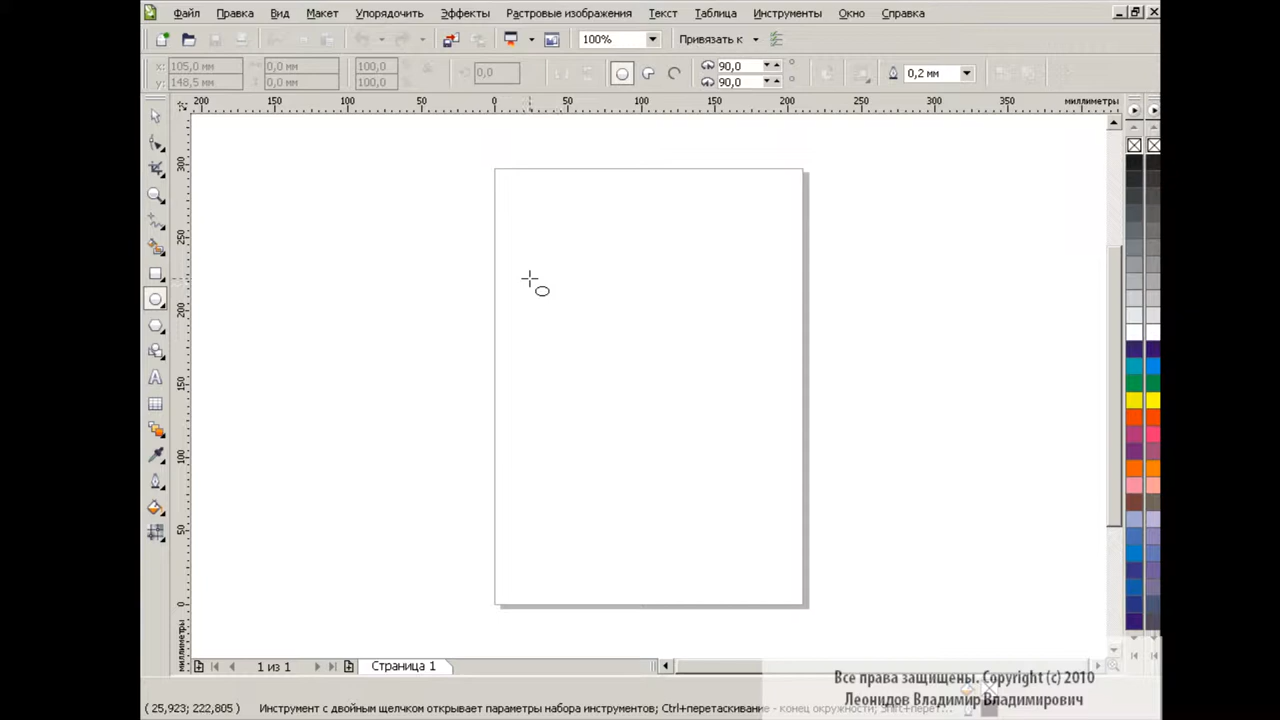 Файл Правка Вид Макет Упорядочить Эффекты Растровые изображения Текст Таблица Инструменты Окно Справка
100% Привязать к
x: 105,0 мм 0,0 мм 100,0 0,0 90,0 0,2 мм
y: 148,5 мм 0,0 мм 100,0 90,0
200 150 100 50 0 50 100 150 200 250 300 350 миллиметры
300
250
200
150
100
50
0
миллиметры
1 из 1 Страница 1
Все права защищены. Copyright (c) 2010
Леонидов Владимир Владимирович
( 25,923; 222,805 ) Инструмент с двойным щелчком открывает параметры набора инструментов; Ctrl+перетаскивание - конец окружности; Shift+перет...